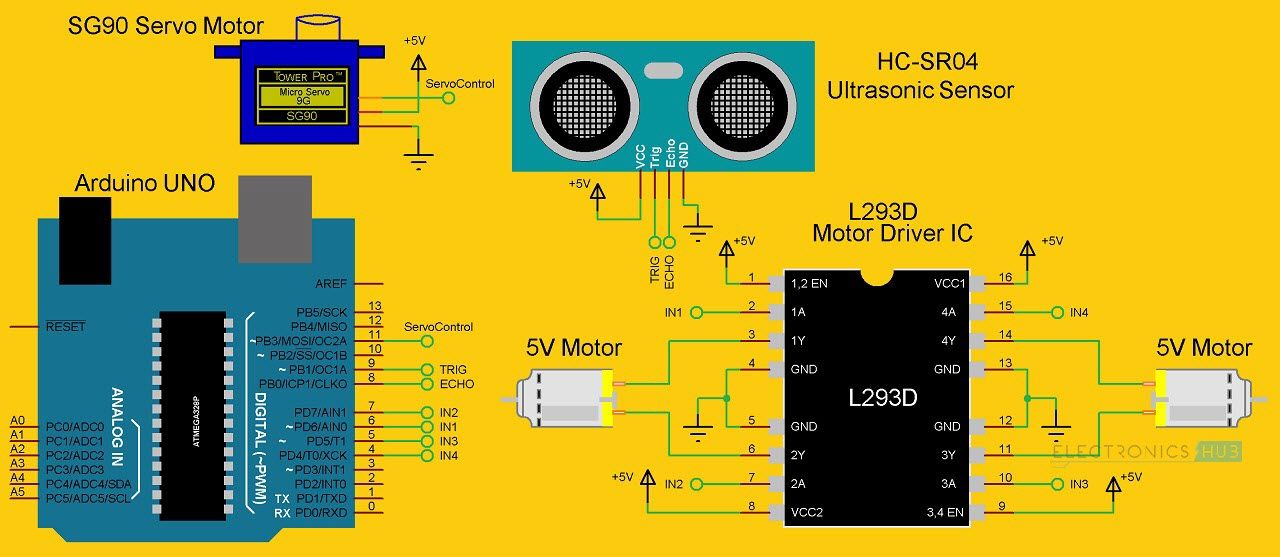 SG90 Servo Motor
+5V
ServoControl
TOWER PRO™
Micro Servo
9G
SG90
HC-SR04
Ultrasonic Sensor
VCC
Trig
Echo
GND
+5V
TRIG
ECHO
Arduino UNO
AREF
RESET
PB5/SCK 13
PB4/MISO 12
~PB3/MOSI/OC2A 11 ServoControl
~ PB2/SS/OC1B 10
~ PB1/OC1A 9 TRIG
PB0/ICP1/CLKO 8 ECHO
PD7/AIN1 7 IN2
~ PD6/AIN0 6 IN1
~ PD5/T1 5 IN3
PD4/T0/XCK 4 IN4
~ PD3/INT1 3
PD2/INT0 2
TX PD1/TXD 1
RX PD0/RXD 0
DIGITAL (~PWM)
ATMEGA328P
ANALOG IN
A0 PC0/ADC0
A1 PC1/ADC1
A2 PC2/ADC2
A3 PC3/ADC3
A4 PC4/ADC4/SDA
A5 PC5/ADC5/SCL
L293D
Motor Driver IC
+5V
+5V
1 1,2 EN VCC1 16
IN1 2 1A 4A 15 IN4
3 1Y 4Y 14
5V Motor
5V Motor
4 GND GND 13
L293D
5 GND GND 12
6 2Y 3Y 11
ELECTRONICS HUB
+5V
+5V
IN2 7 2A 3A 10 IN3
8 VCC2 3,4 EN 9